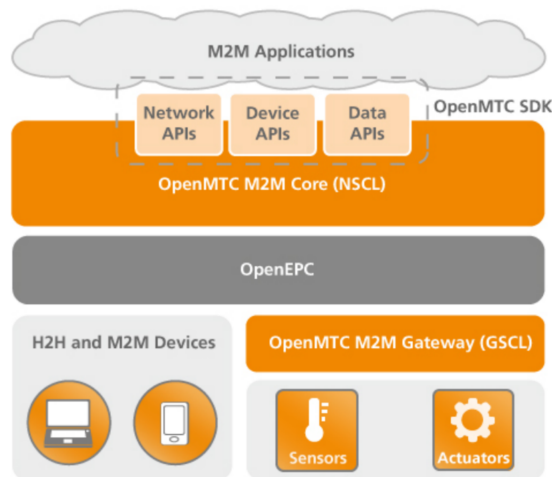 M2M Applications
OpenMTC SDK
Network
APIs
Device
APIs
Data
APIs
OpenMTC M2M Core (NSCL)
OpenEPC
H2H and M2M Devices
OpenMTC M2M Gateway (GSCL)
Sensors
Actuators